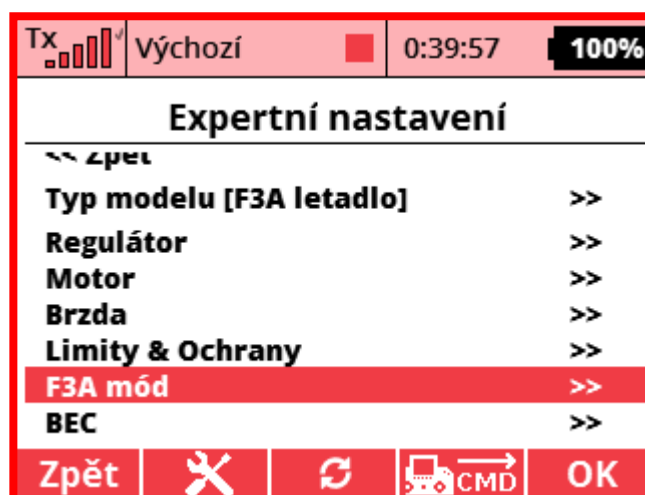 Tx Výchozí 0:39:57 100%
Expertní nastavení
<< Zpět
Typ modelu [F3A letadlo] >>
Regulátor >>
Motor >>
Brzda >>
Limity & Ochrany >>
F3A mód >>
BEC >>
Zpět CMD OK